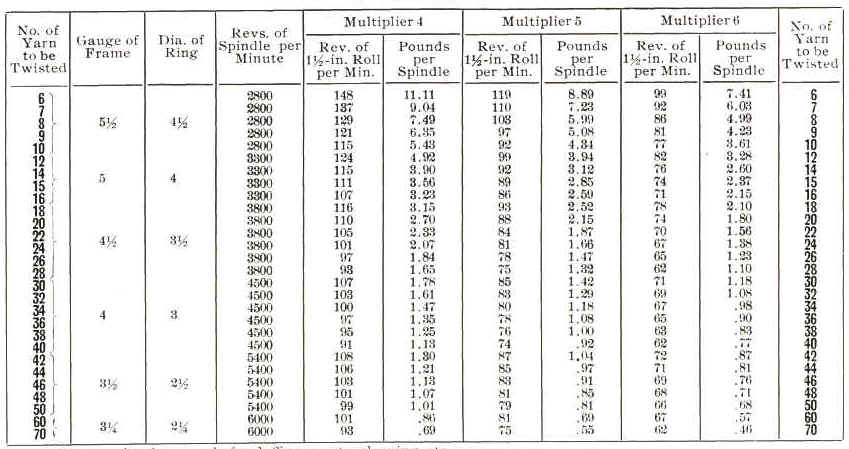 No. of Yarn to be Twisted | Gauge of Frame | Dia. of Ring | Revs. of Spindle per Minute | Multiplier 4 | Multiplier 5 | Multiplier 6 | No. of Yarn to be Twisted
Rev. of 1½-in. Roll per Min. | Pounds per Spindle | Rev. of 1½-in. Roll per Min. | Pounds per Spindle | Rev. of 1½-in. Roll per Min. | Pounds per Spindle
6 2800 148 11.11 119 8.89 99 7.41 6
7 2800 137 9.04 110 7.23 92 6.03 7
8 5½ 4½ 2800 129 7.49 103 5.99 86 4.99 8
9 2800 121 6.35 97 5.08 81 4.23 9
10 2800 115 5.43 92 4.34 77 3.61 10
12 3300 124 4.92 99 3.94 82 3.28 12
14 5 4 3300 115 3.90 92 3.12 76 2.60 14
15 3300 111 3.56 89 2.85 74 2.37 15
16 3300 107 3.23 86 2.59 71 2.15 16
18 3800 116 3.15 93 2.52 78 2.10 18
20 3800 110 2.70 88 2.15 74 1.80 20
22 3800 105 2.33 84 1.87 70 1.56 22
24 4½ 3½ 3800 101 2.07 81 1.66 67 1.38 24
26 3800 97 1.84 78 1.47 65 1.23 26
28 3800 93 1.65 75 1.32 62 1.10 28
30 4500 107 1.78 85 1.42 71 1.18 30
32 4500 103 1.61 83 1.29 69 1.08 32
34 4 3 4500 100 1.47 80 1.18 67 .98 34
36 4500 97 1.35 78 1.08 65 .90 36
38 4500 95 1.25 76 1.00 63 .83 38
40 4500 91 1.13 74 .92 62 .77 40
42 5400 108 1.30 87 1.04 72 .87 42
44 5400 106 1.21 85 .97 71 .81 44
46 3½ 2½ 5400 103 1.13 83 .91 69 .76 46
48 5400 101 1.07 81 .85 68 .71 48
50 5400 99 1.01 79 .81 66 .68 50
60 3¼ 2¼ 6000 101 .86 81 .69 67 .57 60
70 6000 93 .69 75 .55 62 .46 70